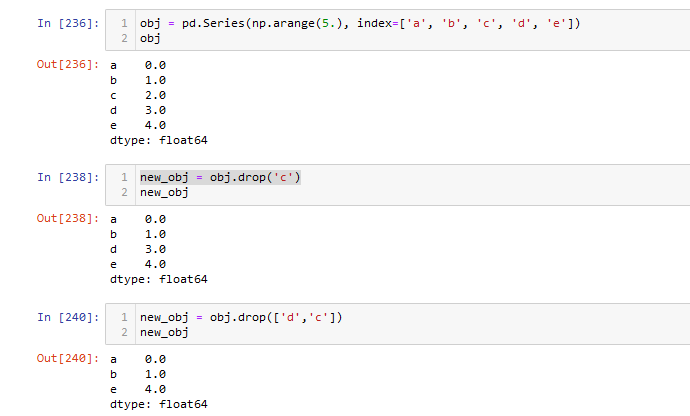 In [236]: 1 obj = pd.Series(np.arange(5.), index=['a', 'b', 'c', 'd', 'e'])
2 obj
Out[236]: a 0.0
b 1.0
c 2.0
d 3.0
e 4.0
dtype: float64
In [238]: 1 new_obj = obj.drop('c')
2 new_obj
Out[238]: a 0.0
b 1.0
d 3.0
e 4.0
dtype: float64
In [240]: 1 new_obj = obj.drop(['d','c'])
2 new_obj
Out[240]: a 0.0
b 1.0
e 4.0
dtype: float64